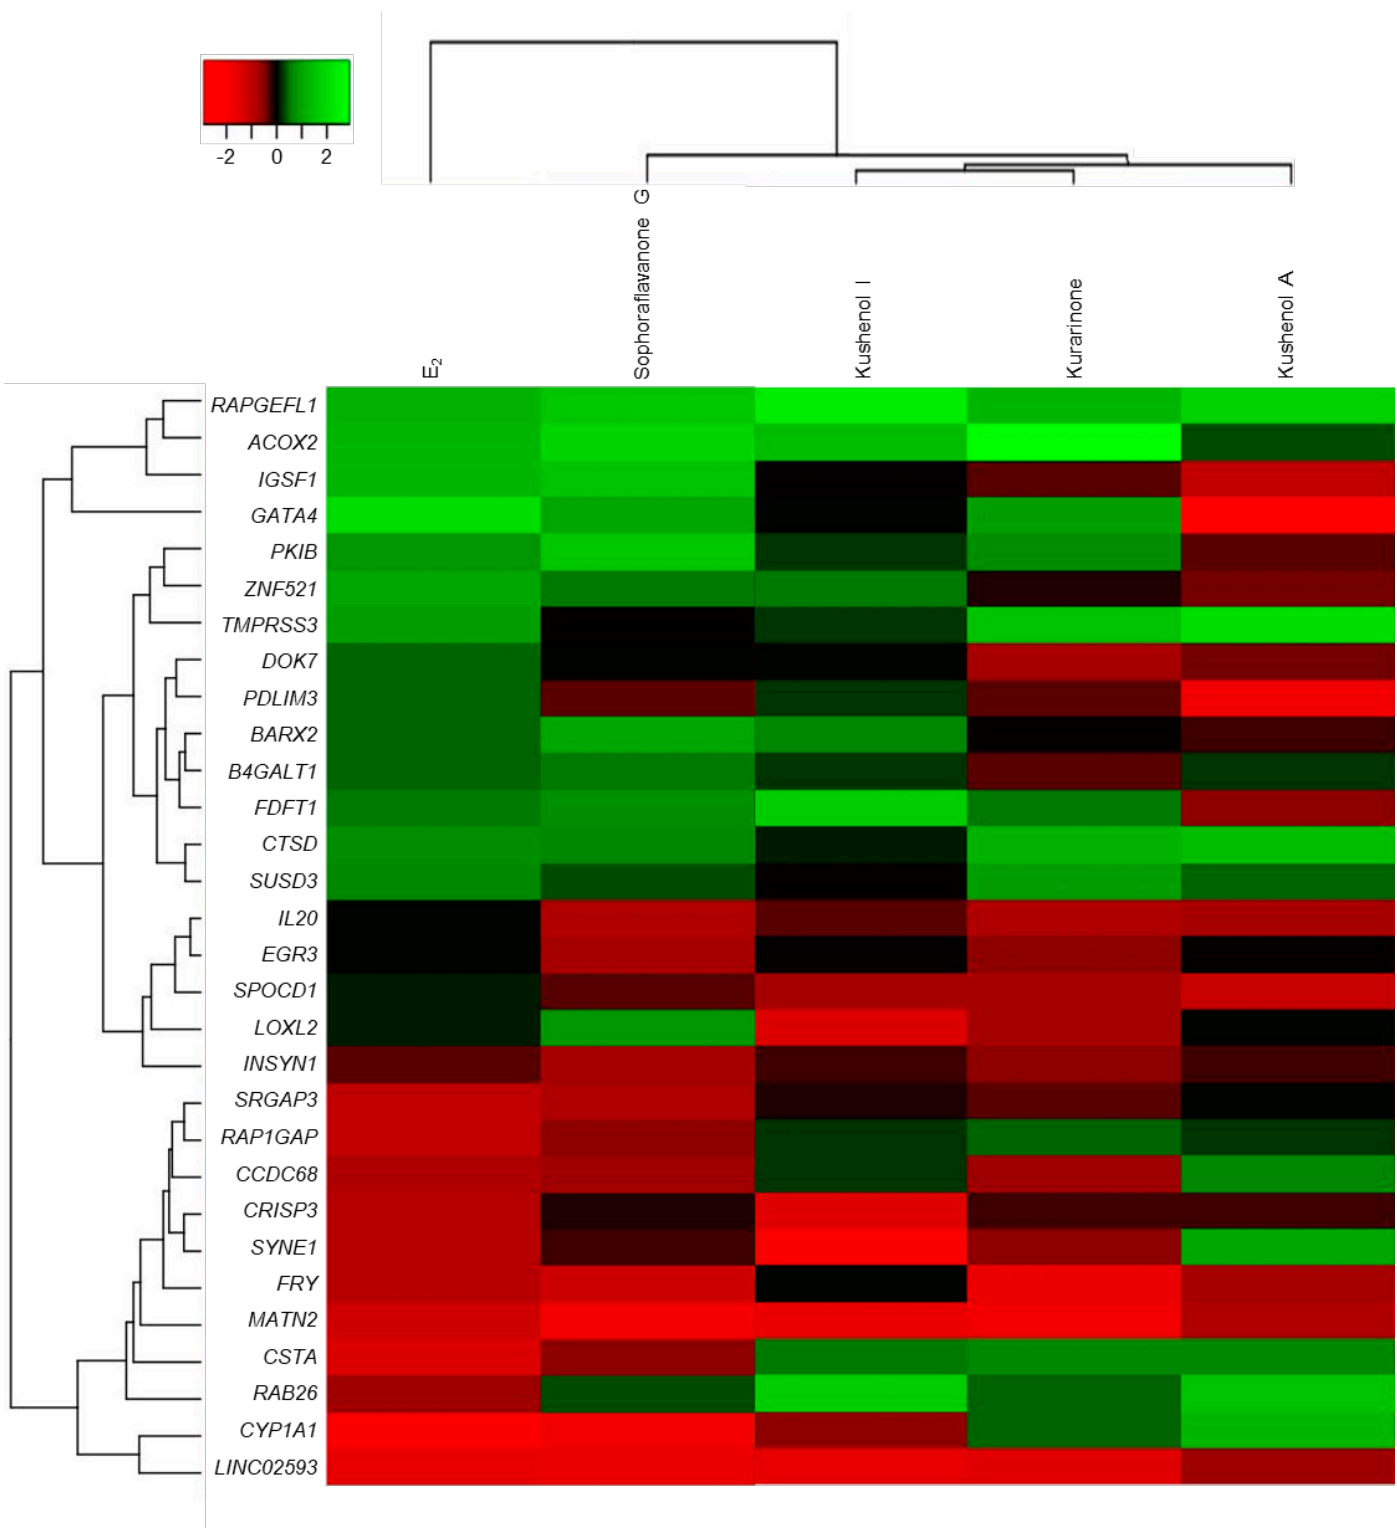 -2 0 2
E₂
Sophoraflavanone G
Kushenol I
Kurarinone
Kushenol A
RAPGEFL1
ACOX2
IGSF1
GATA4
PKIB
ZNF521
TMPRSS3
DOK7
PDLIM3
BARX2
B4GALT1
FDFT1
CTSD
SUSD3
IL20
EGR3
SPOCD1
LOXL2
INSYN1
SRGAP3
RAP1GAP
CCDC68
CRISP3
SYNE1
FRY
MATN2
CSTA
RAB26
CYP1A1
LINC02593